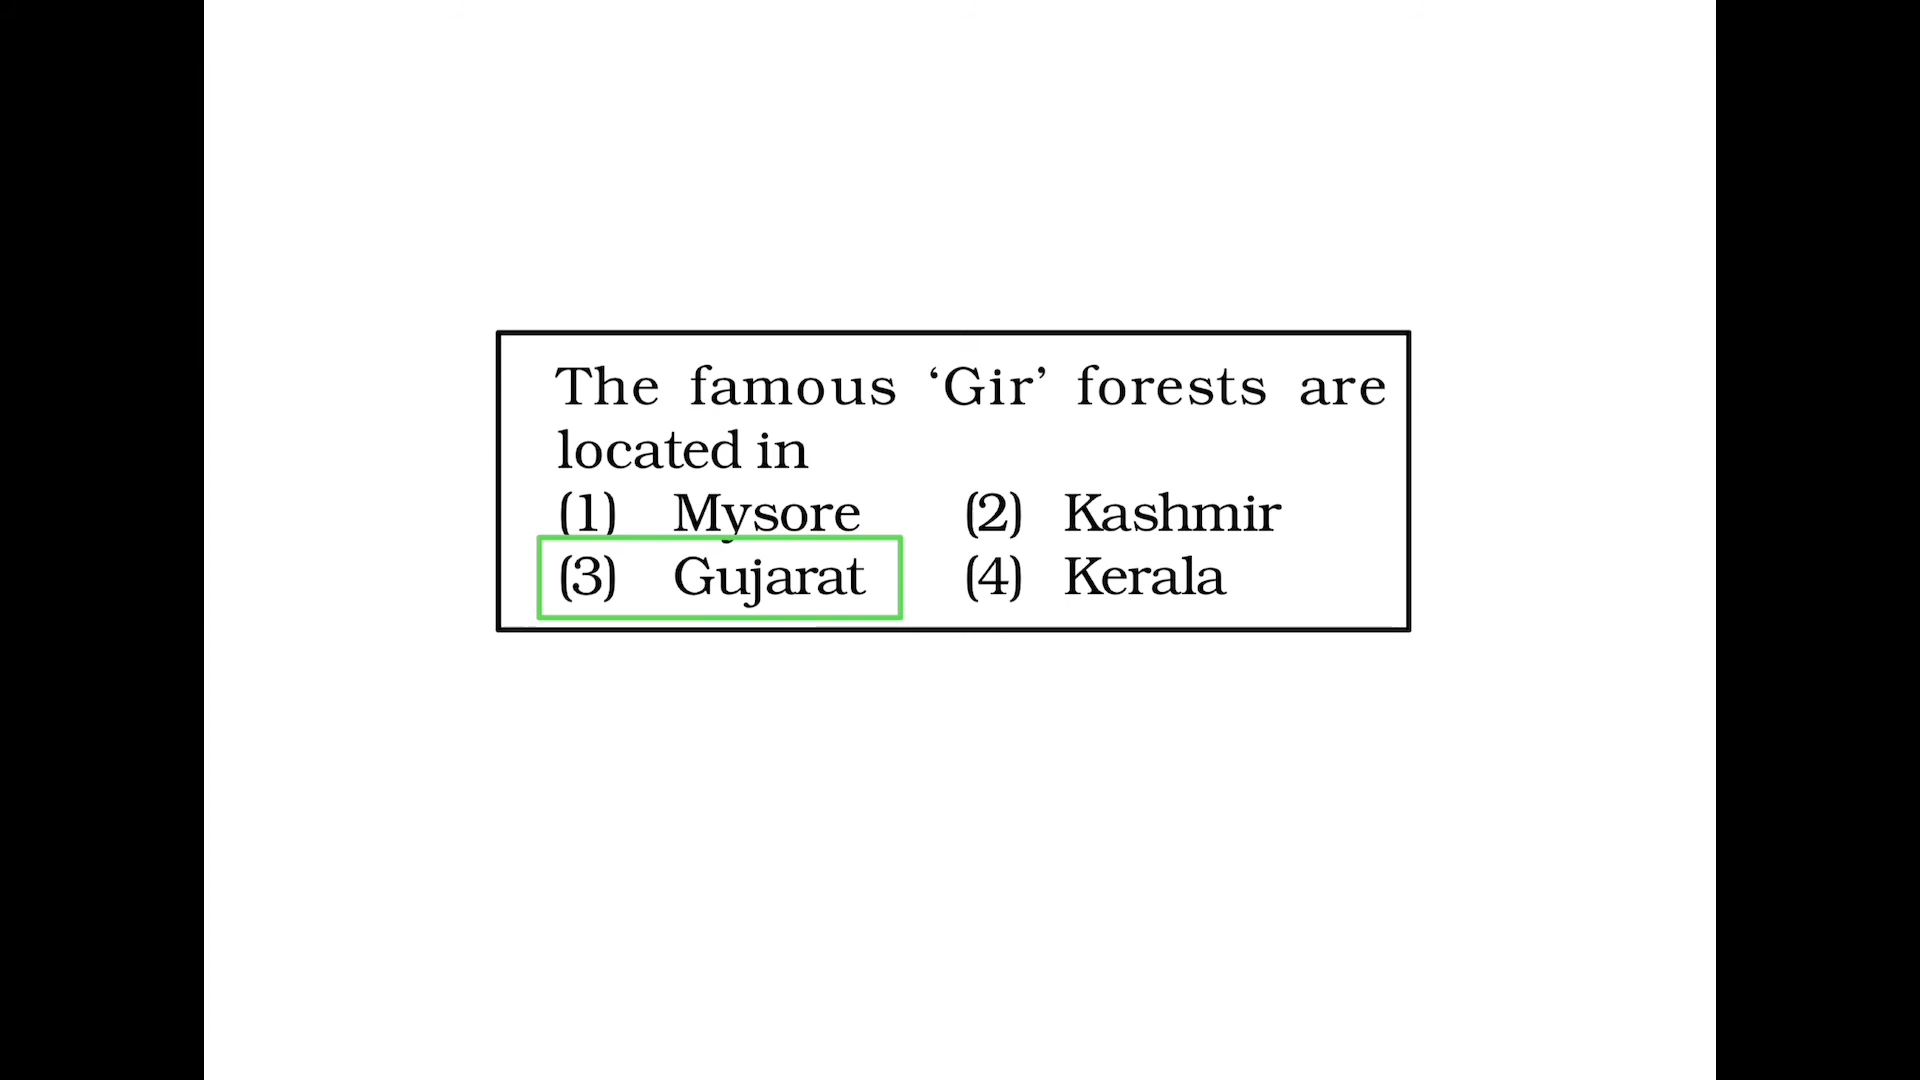 The famous ‘Gir’ forests are
located in
(1) Mysore (2) Kashmir
(3) Gujarat (4) Kerala